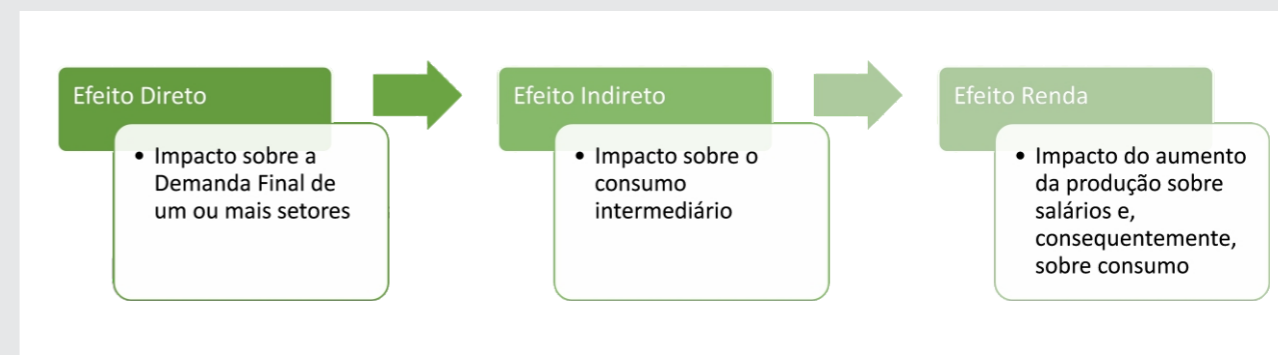 Efeito Direto
• Impacto sobre a
Demanda Final de
um ou mais setores
Efeito Indireto
• Impacto sobre o
consumo
intermediário
Efeito Renda
• Impacto do aumento
da produção sobre
salários e,
consequentemente,
sobre consumo